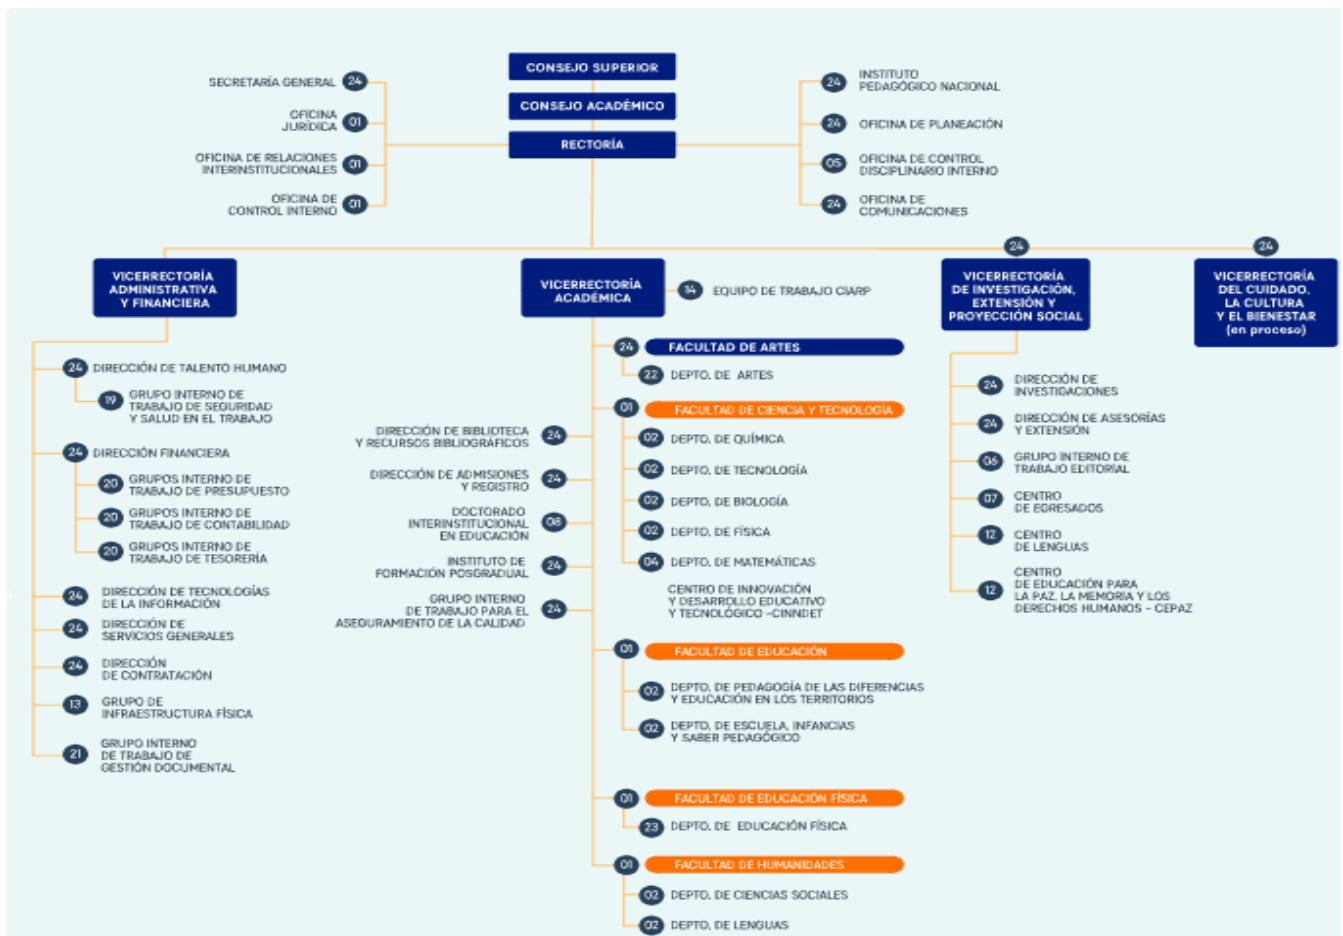 CONSEJO SUPERIOR
CONSEJO ACADÉMICO
RECTORÍA
SECRETARÍA GENERAL 24
OFICINA
JURÍDICA 01
OFICINA DE RELACIONES
INTERINSTITUCIONALES 01
OFICINA DE
CONTROL INTERNO 01
24 INSTITUTO
PEDAGÓGICO NACIONAL
24 OFICINA DE PLANEACIÓN
05 OFICINA DE CONTROL
DISCIPLINARIO INTERNO
24 OFICINA DE
COMUNICACIONES
VICERRECTORÍA
ADMINISTRATIVA
Y FINANCIERA
24 DIRECCIÓN DE TALENTO HUMANO
19 GRUPO INTERNO DE
TRABAJO DE SEGURIDAD
Y SALUD EN EL TRABAJO
24 DIRECCIÓN FINANCIERA
20 GRUPOS INTERNO DE
TRABAJO DE PRESUPUESTO
20 GRUPOS INTERNO DE
TRABAJO DE CONTABILIDAD
20 GRUPOS INTERNO DE
TRABAJO DE TESORERÍA
24 DIRECCIÓN DE TECNOLOGÍAS
DE LA INFORMACIÓN
24 DIRECCIÓN DE
SERVICIOS GENERALES
24 DIRECCIÓN
DE CONTRATACIÓN
13 GRUPO DE
INFRAESTRUCTURA FÍSICA
21 GRUPO INTERNO
DE TRABAJO DE
GESTIÓN DOCUMENTAL
VICERRECTORÍA
ACADÉMICA
14 EQUIPO DE TRABAJO CIARP
DIRECCIÓN DE BIBLIOTECA
Y RECURSOS BIBLIOGRÁFICOS 24
DIRECCIÓN DE ADMISIONES
Y REGISTRO 24
DOCTORADO
INTERINSTITUCIONAL
EN EDUCACIÓN 08
INSTITUTO DE
FORMACIÓN POSGRADUAL 24
GRUPO INTERNO
DE TRABAJO PARA EL
ASEGURAMIENTO DE LA CALIDAD 24
24 FACULTAD DE ARTES
22 DEPTO. DE ARTES
01 FACULTAD DE CIENCIA Y TECNOLOGÍA
02 DEPTO. DE QUÍMICA
02 DEPTO. DE TECNOLOGÍA
02 DEPTO. DE BIOLOGÍA
02 DEPTO. DE FÍSICA
04 DEPTO. DE MATEMÁTICAS
CENTRO DE INNOVACIÓN
Y DESARROLLO EDUCATIVO
Y TECNOLÓGICO –CINNDET
01 FACULTAD DE EDUCACIÓN
02 DEPTO. DE PEDAGOGÍA DE LAS DIFERENCIAS
Y EDUCACIÓN EN LOS TERRITORIOS
02 DEPTO. DE ESCUELA, INFANCIAS
Y SABER PEDAGÓGICO
01 FACULTAD DE EDUCACIÓN FÍSICA
23 DEPTO. DE EDUCACIÓN FÍSICA
01 FACULTAD DE HUMANIDADES
02 DEPTO. DE CIENCIAS SOCIALES
02 DEPTO. DE LENGUAS
24
VICERRECTORÍA
DE INVESTIGACIÓN,
EXTENSIÓN Y
PROYECCIÓN SOCIAL
24 DIRECCIÓN DE
INVESTIGACIONES
24 DIRECCIÓN DE ASESORÍAS
Y EXTENSIÓN
06 GRUPO INTERNO DE
TRABAJO EDITORIAL
07 CENTRO
DE EGRESADOS
12 CENTRO
DE LENGUAS
12 CENTRO
DE EDUCACIÓN PARA
LA PAZ, LA MEMORIA Y LOS
DERECHOS HUMANOS – CEPAZ
24
VICERRECTORÍA
DEL CUIDADO,
LA CULTURA
Y EL BIENESTAR
(en proceso)